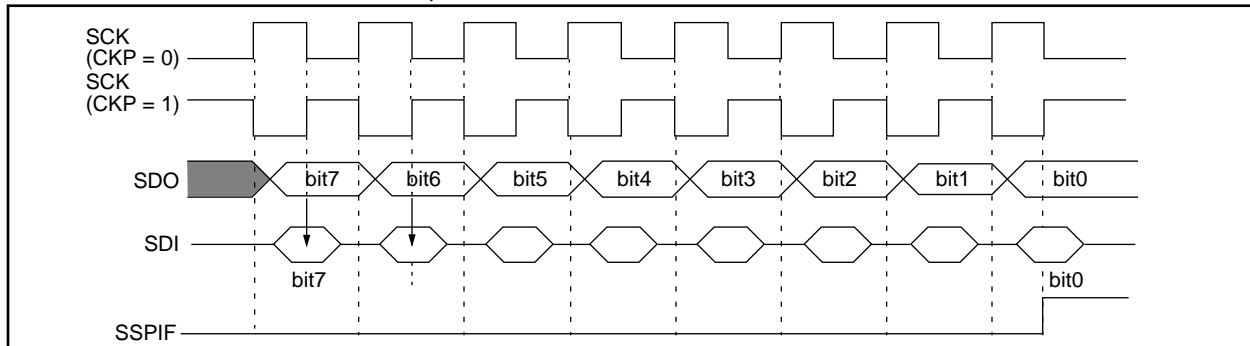 SCK
(CKP = 0)
SCK
(CKP = 1)
SDO
bit7 bit6 bit5 bit4 bit3 bit2 bit1 bit0
SDI
bit7 bit0
SSPIF